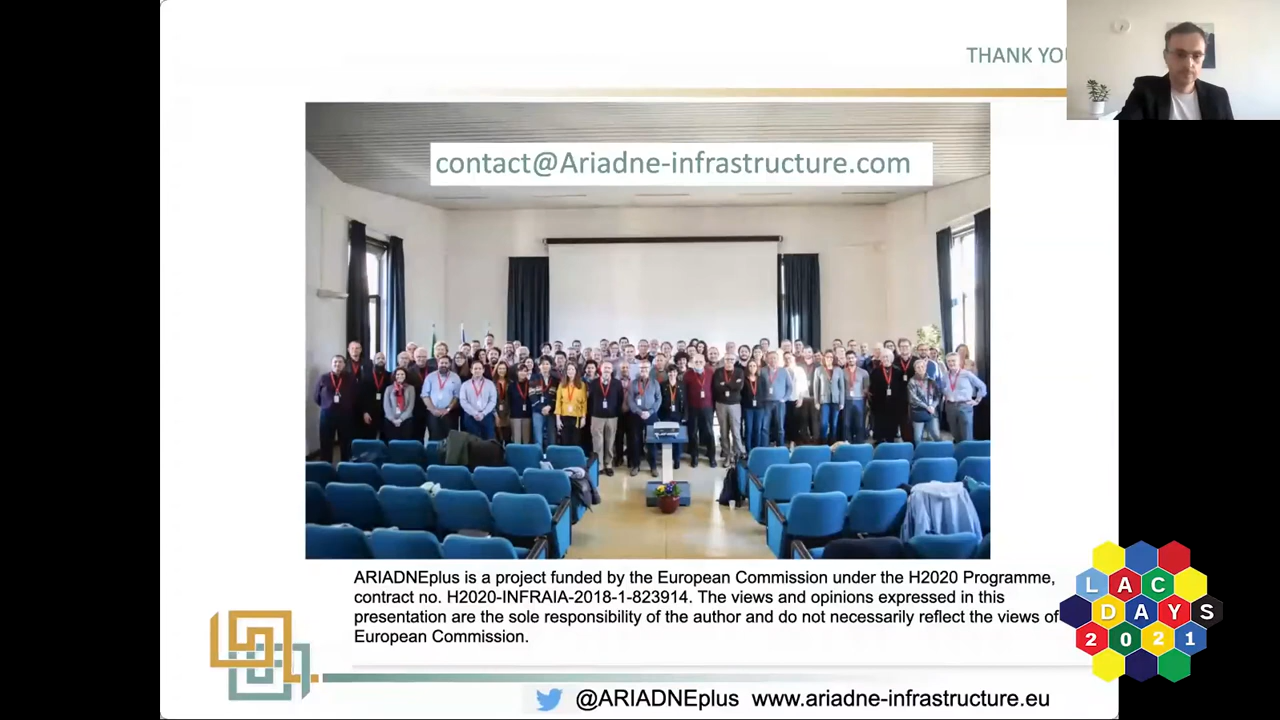 THANK YOU
contact@Ariadne-infrastructure.com
ARIADNEplus is a project funded by the European Commission under the H2020 Programme,
contract no. H2020-INFRAIA-2018-1-823914. The views and opinions expressed in this
presentation are the sole responsibility of the author and do not necessarily reflect the views of
European Commission.
LAC
DAYS
2021
@ARIADNEplus www.ariadne-infrastructure.eu